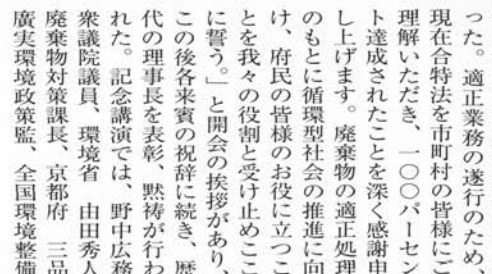 った。適正業務の遂行のため、
現在合特法を市町村の皆様にご
理解いただき、一〇〇パーセン
ト達成されたことを深く感謝申
し上げます。廃棄物の適正処理
のもとに循環型社会の推進に向
け、府民の皆様のお役に立つこ
とを我々の役割と受け止めここ
に誓う。」と開会の挨拶があり、
この後各来賓の祝辞に続き、歴
代の理事長を表彰、黙祷が行わ
れた。記念講演では、野中広務
衆議院議員、環境省　由田秀人
廃棄物対策課長、京都府　三品
廣実環境政策監、全国環境整備